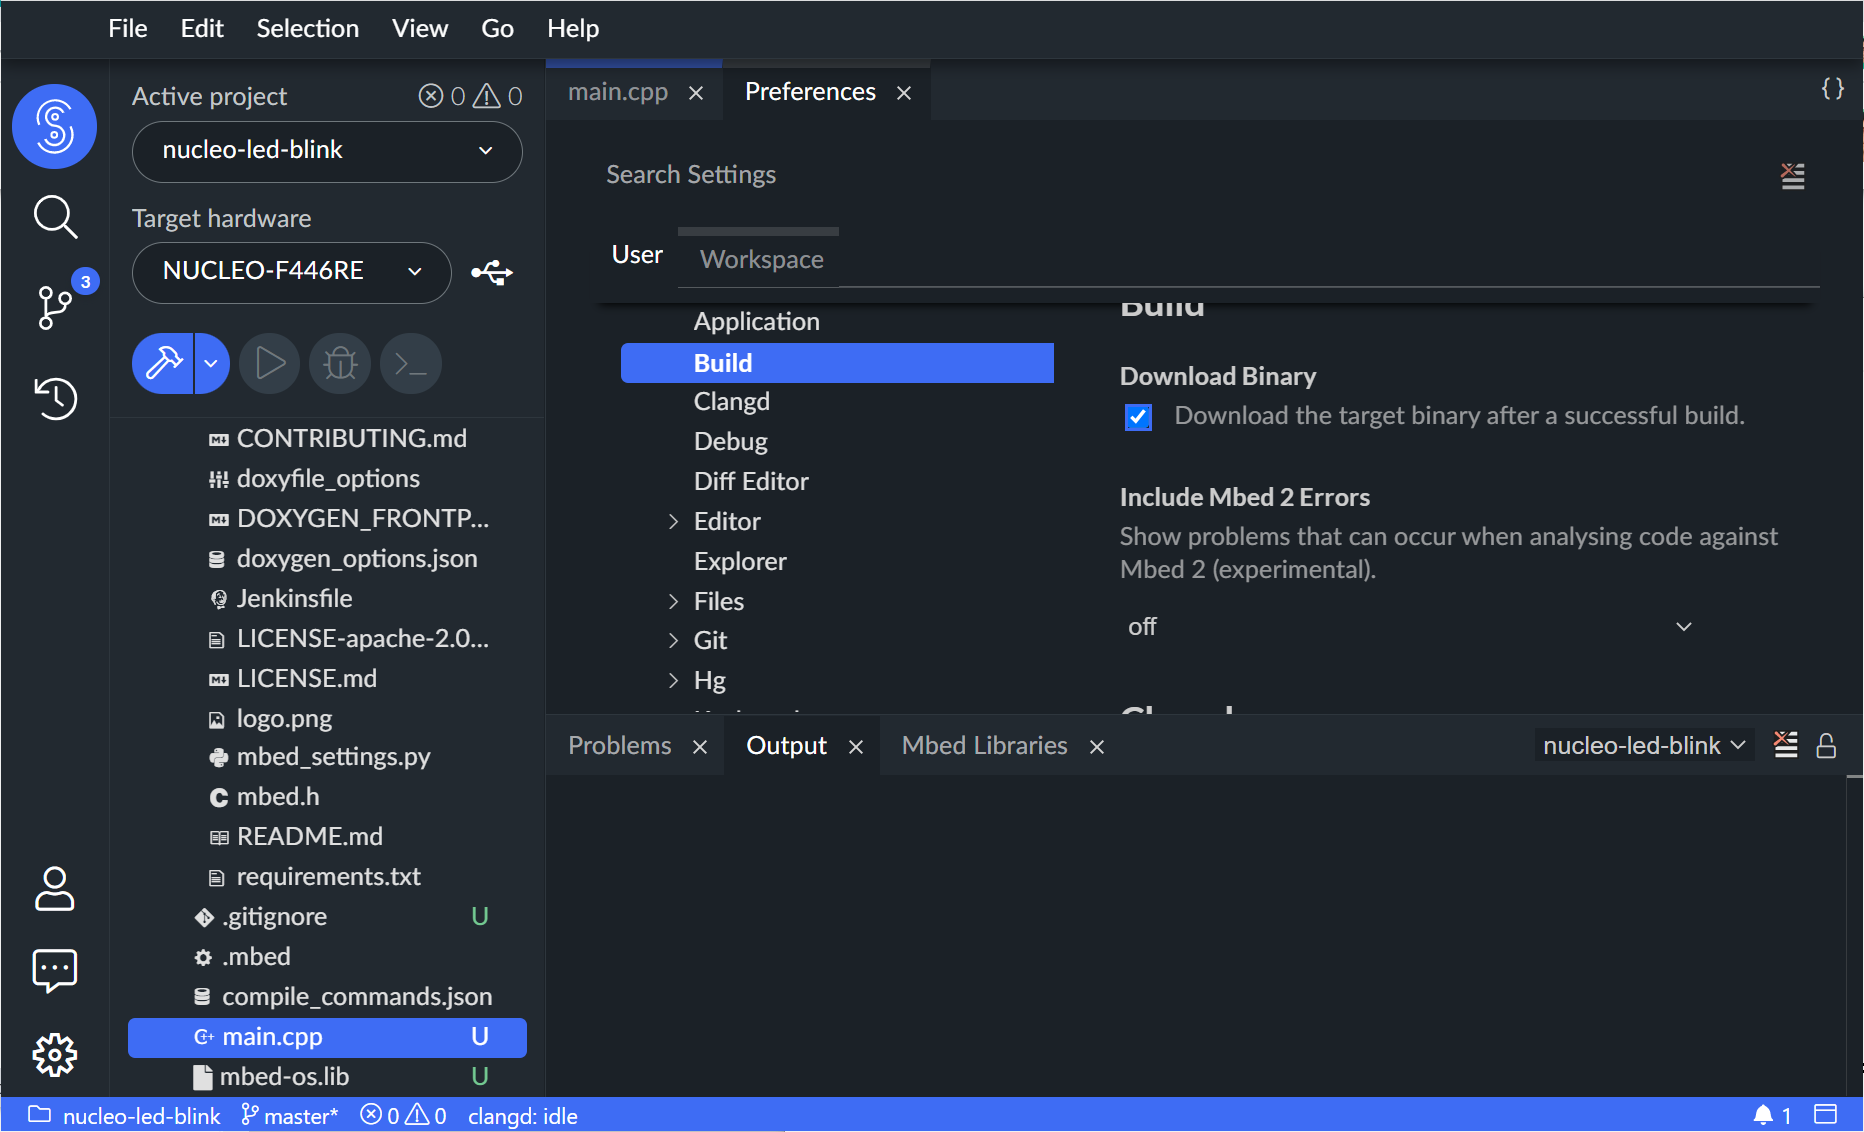 File Edit Selection View Go Help
Active project 0 0
nucleo-led-blink
Target hardware
NUCLEO-F446RE
3
CONTRIBUTING.md
doxyfile_options
DOXYGEN_FRONTP...
doxygen_options.json
Jenkinsfile
LICENSE-apache-2.0...
LICENSE.md
logo.png
mbed_settings.py
mbed.h
README.md
requirements.txt
.gitignore U
.mbed
compile_commands.json
main.cpp U
mbed-os.lib U
main.cpp Preferences {}
Search Settings
User Workspace
Application
Build
Clangd
Debug
Diff Editor
Editor
Explorer
Files
Git
Hg
Build
Download Binary
Download the target binary after a successful build.
Include Mbed 2 Errors
Show problems that can occur when analysing code against
Mbed 2 (experimental).
off
Problems Output Mbed Libraries nucleo-led-blink
nucleo-led-blink master* 0 0 clangd: idle 1